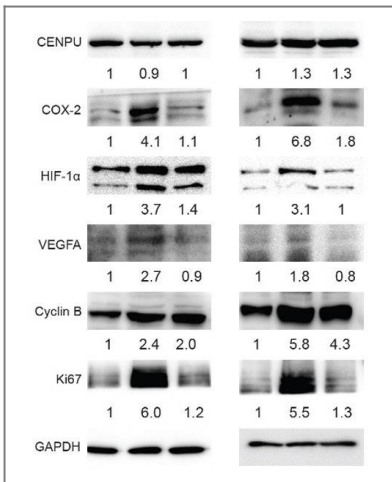 CENPU
1 0.9 1 1 1.3 1.3
COX-2
1 4.1 1.1 1 6.8 1.8
HIF-1α
1 3.7 1.4 1 3.1 1
VEGFA
1 2.7 0.9 1 1.8 0.8
Cyclin B
1 2.4 2.0 1 5.8 4.3
Ki67
1 6.0 1.2 1 5.5 1.3
GAPDH